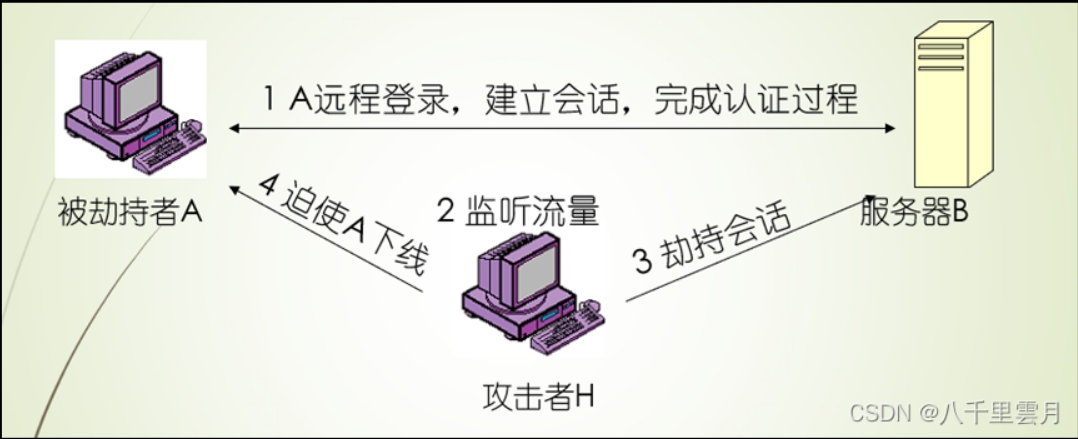 1 A远程登录，建立会话，完成认证过程
被劫持者A
4 迫使A下线
2 监听流量
3 劫持会话
服务器B
攻击者H
CSDN @八千里雲月